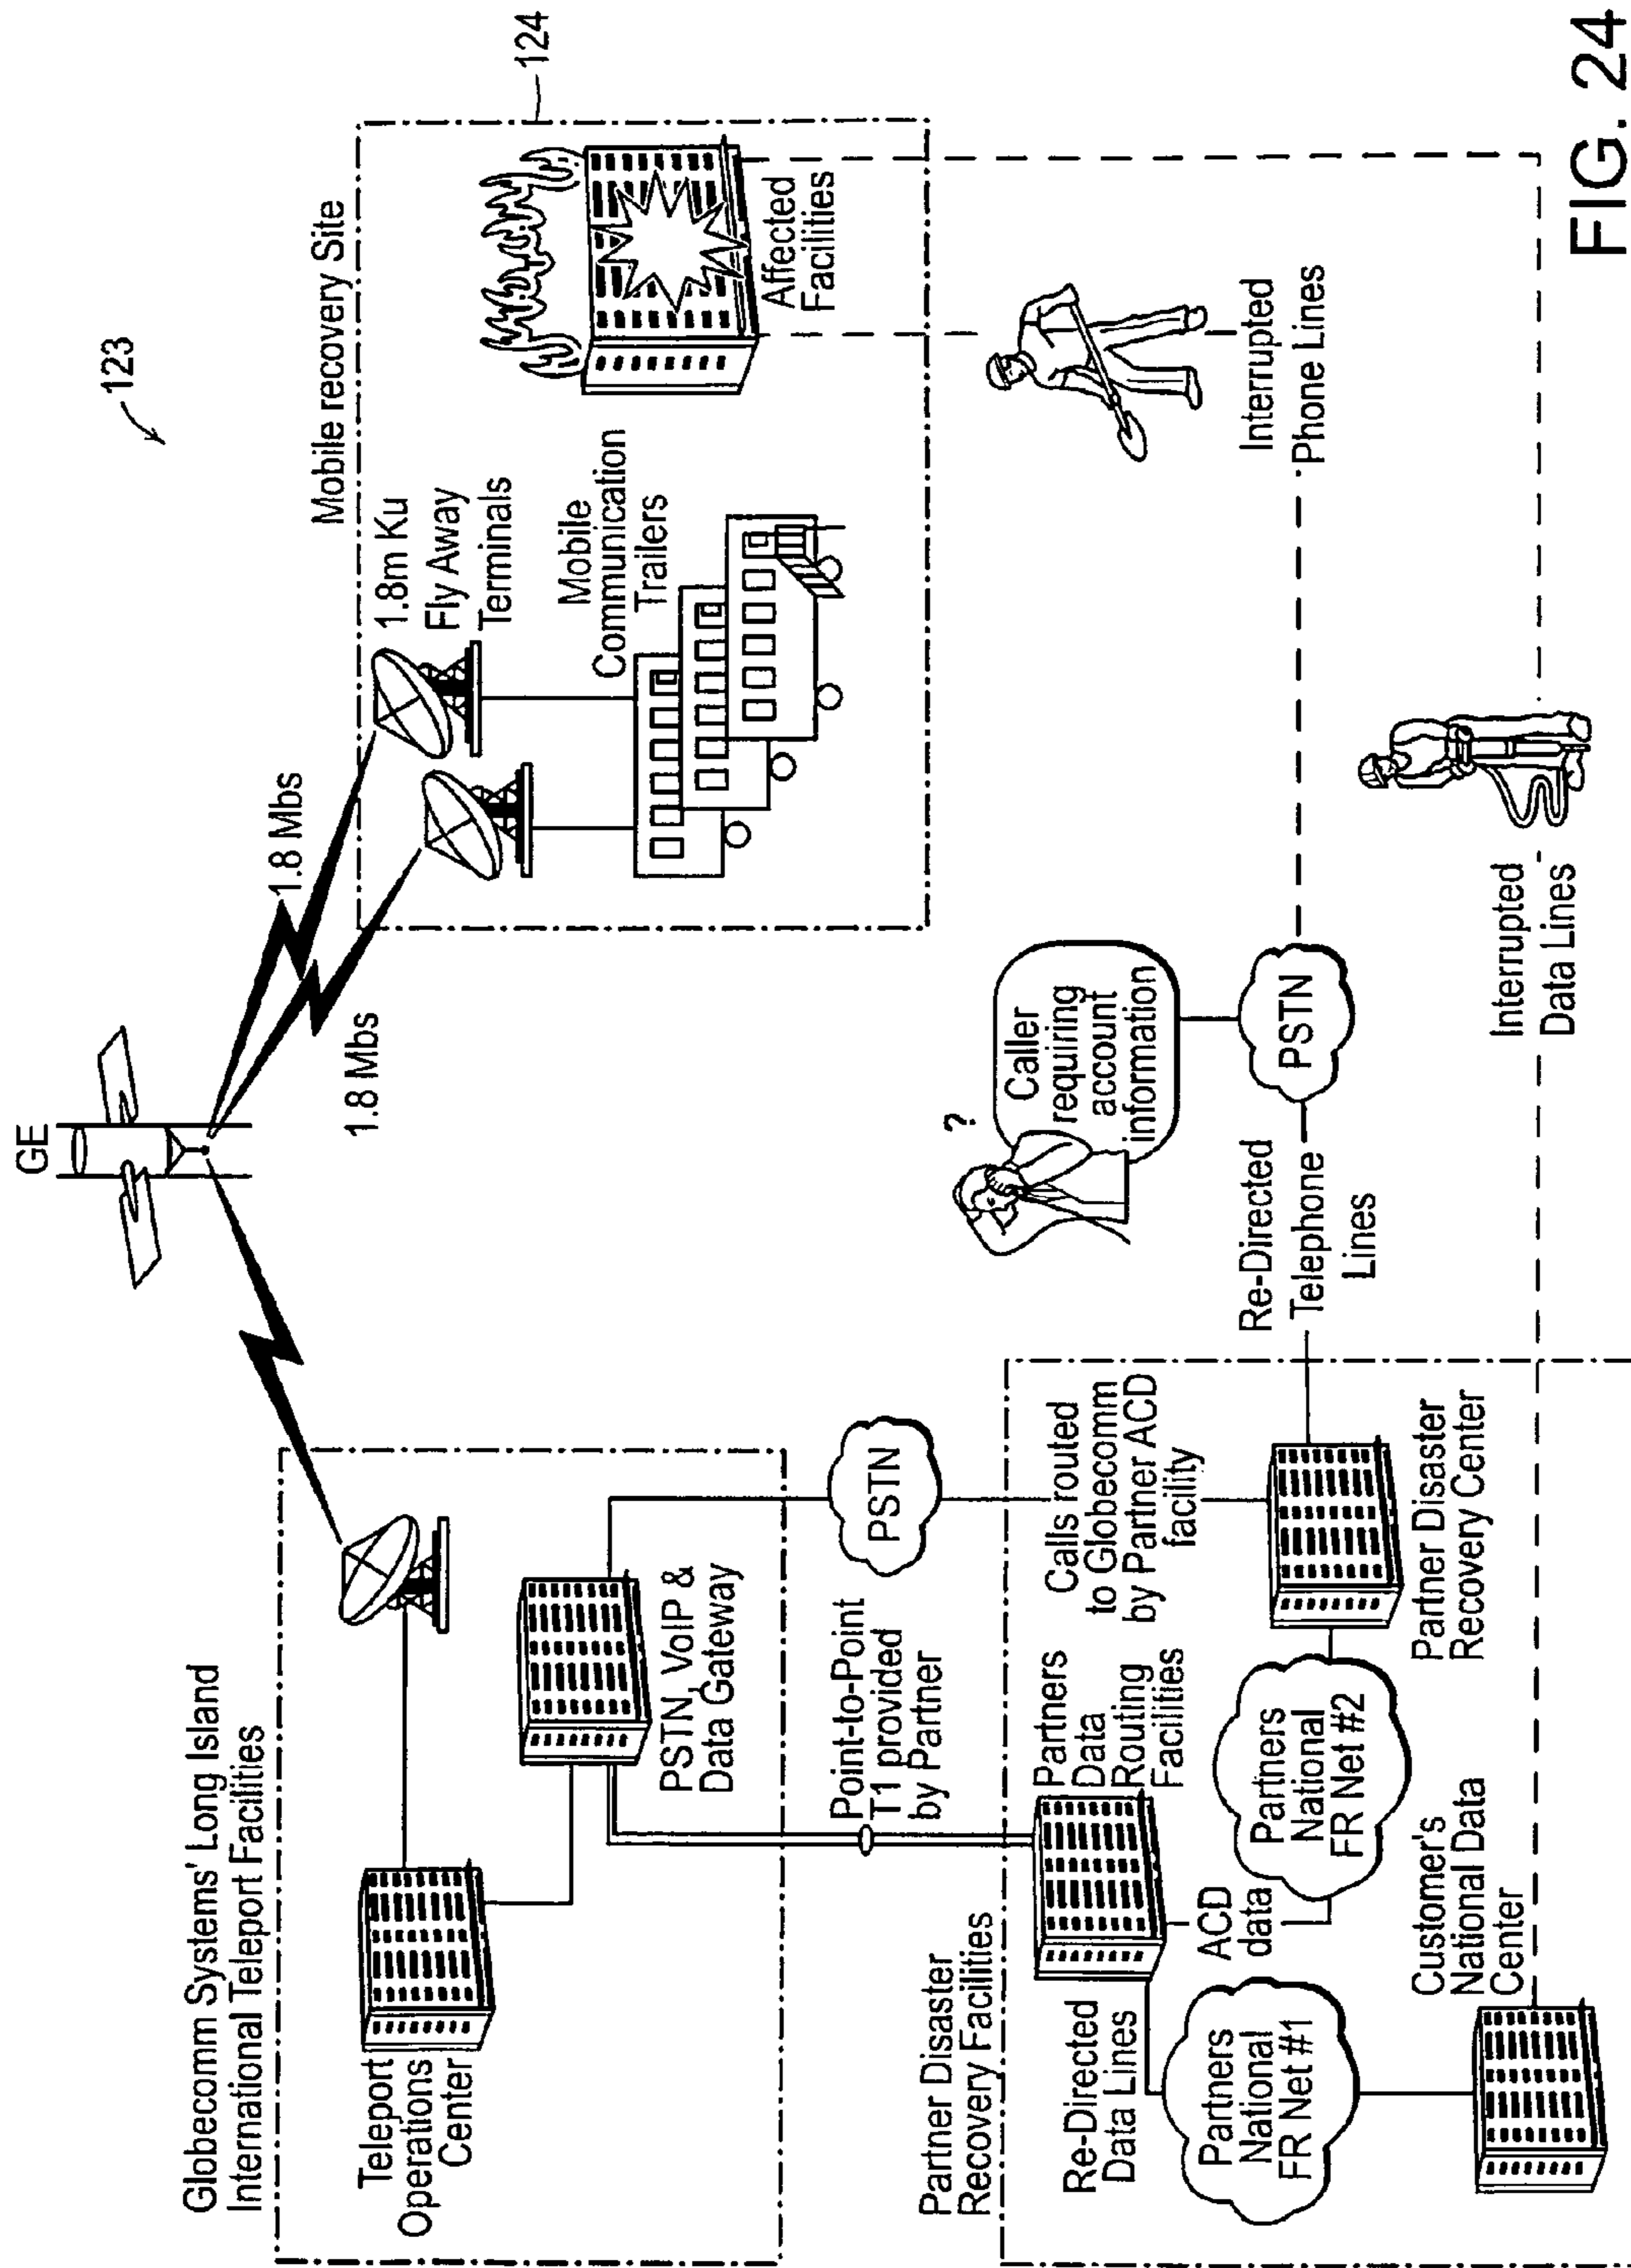 123
GE
Globecomm Systems' Long Island
International Teleport Facilities
Teleport
Operations
Center
PSTN, VoIP &
Data Gateway
1.8 Mbs
1.8 Mbs
Mobile recovery Site
1.8m Ku
Fly Away
Terminals
Mobile
Communication
Trailers
Affected
Facilities
124
Point-to-Point
T1 provided
by Partner
PSTN
?
Caller
requiring
account
information
PSTN
Interrupted
Phone Lines
Partner Disaster
Recovery Facilities
Partners
Data
Routing
Facilities
Calls routed
to Globecomm
by Partner ACD
facility
Re-Directed
Telephone
Lines
Re-Directed
Data Lines
ACD
data
Partners
National
FR Net #1
Partners
National
FR Net #2
Partner Disaster
Recovery Center
Customer's
National Data
Center
Interrupted
Data Lines
FIG. 24